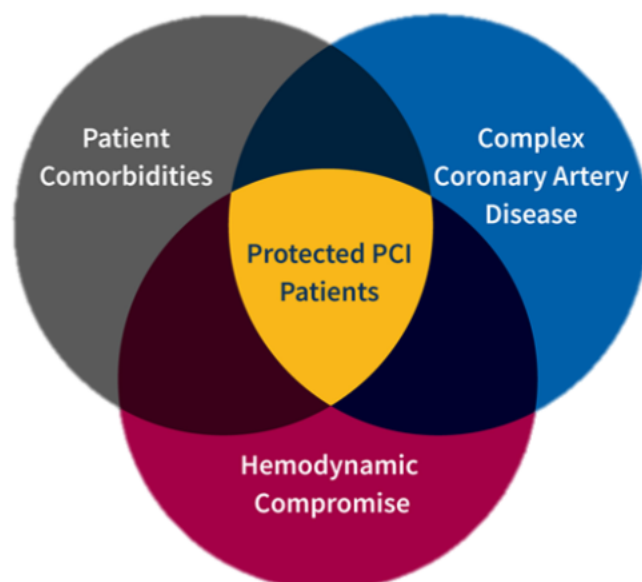 Patient
Comorbidities
Complex
Coronary Artery
Disease
Protected PCI
Patients
Hemodynamic
Compromise